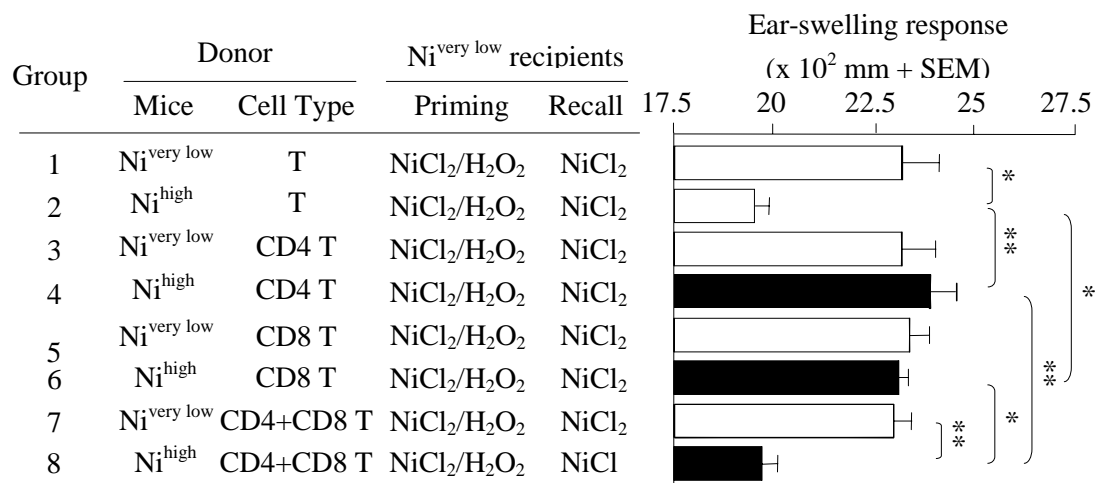 Ear-swelling response
(x 10² mm + SEM)
Group Donor Ni^very low recipients
Mice Cell Type Priming Recall
17.5 20 22.5 25 27.5
1 Ni^very low T NiCl₂/H₂O₂ NiCl₂
2 Ni^high T NiCl₂/H₂O₂ NiCl₂
3 Ni^very low CD4 T NiCl₂/H₂O₂ NiCl₂
4 Ni^high CD4 T NiCl₂/H₂O₂ NiCl₂
5 Ni^very low CD8 T NiCl₂/H₂O₂ NiCl₂
6 Ni^high CD8 T NiCl₂/H₂O₂ NiCl₂
7 Ni^very low CD4+CD8 T NiCl₂/H₂O₂ NiCl₂
8 Ni^high CD4+CD8 T NiCl₂/H₂O₂ NiCl
*
**
*
**
*
**